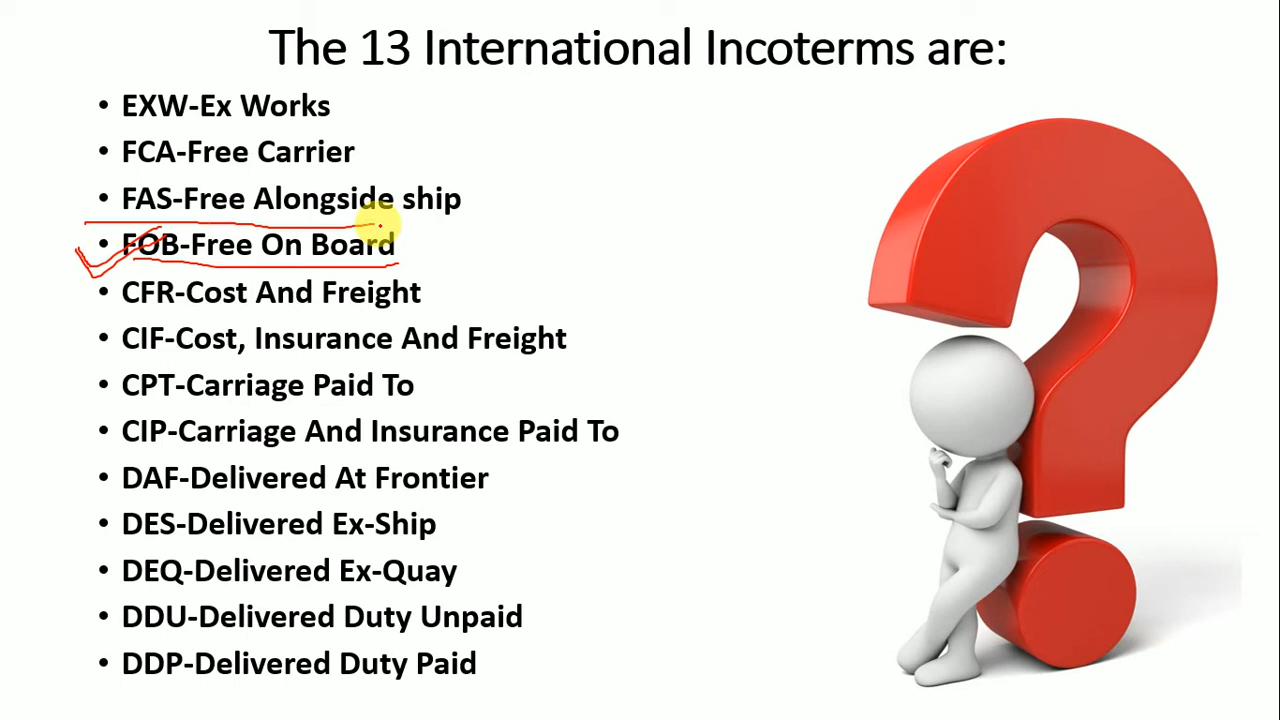 The 13 International Incoterms are:
• EXW-Ex Works
• FCA-Free Carrier
• FAS-Free Alongside ship
• FOB-Free On Board
• CFR-Cost And Freight
• CIF-Cost, Insurance And Freight
• CPT-Carriage Paid To
• CIP-Carriage And Insurance Paid To
• DAF-Delivered At Frontier
• DES-Delivered Ex-Ship
• DEQ-Delivered Ex-Quay
• DDU-Delivered Duty Unpaid
• DDP-Delivered Duty Paid